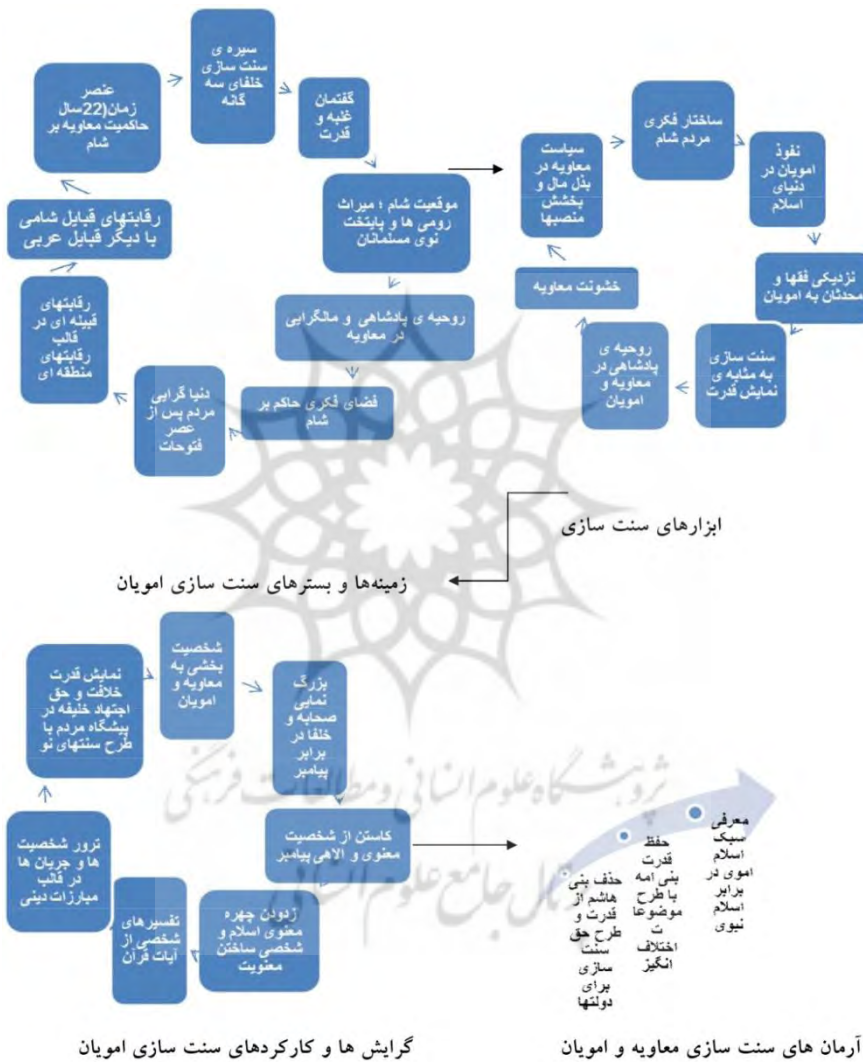 سیره ی
سنت سازی
خلفای سه
گانه
گفتمان
غلبه و
قدرت
موقعیت شام ؛ میراث
رومی ها و پایتخت
نوی مسلمانان
روحیه ی پادشاهی و مالگرایی
در معاویه
فضای فکری حاکم بر
شام
دنیا گرایی
مردم پس از
عصر
فتوحات
رقابتهای
قبیله ای در
قالب
رقابتهای
منطقه ای
رقابتهای قبایل شامی
با دیگر قبایل عربی
عنصر
زمان(22سال
حاکمیت معاویه بر
شام
ساختار فکری
مردم شام
نفوذ
امویان در
دنیای
اسلام
نزدیکی فقها و
محدثان به امویان
سنت سازی
به مثابه ی
نمایش قدرت
روحیه ی
پادشاهی در
معاویه و
امویان
خشونت معاویه
سیاست
معاویه در
بذل مال و
بخشش
منصبها
ابزارهای سنت سازی
زمینه‌ها و بسترهای سنت سازی امویان
شخصیت
بخشی به
معاویه و
امویان
بزرگ
نمایی
صحابه و
خلفا در
برابر
پیامبر
کاستن از شخصیت
معنوی و الاهی پیامبر
زدودن چهره
معنوی اسلام و
شخصی ساختن
معنویت
تفسیرهای
شخصی از
آیات قرآن
ترور شخصیت
ها و جریان ها
در قالب
مبارزات دینی
نمایش قدرت
خلافت و حق
اجتهاد خلیفه در
پیشگاه مردم با
طرح سنتهای نو
معرفی
سبک
اسلام
اموی در
برابر
اسلام
نبوی
حفظ
قدرت
بنی امه
با طرح
موضوعا
ت
اختلاف
انگیز
حذف بنی
هاشم از
قدرت و
طرح حق
سنت
سازی
برای
دولتها
پژوهشگاه علوم انسانی و مطالعات فرهنگی
پرتال جامع علوم انسانی
آرمان های سنت سازی معاویه و امویان
گرایش ها و کارکردهای سنت سازی امویان